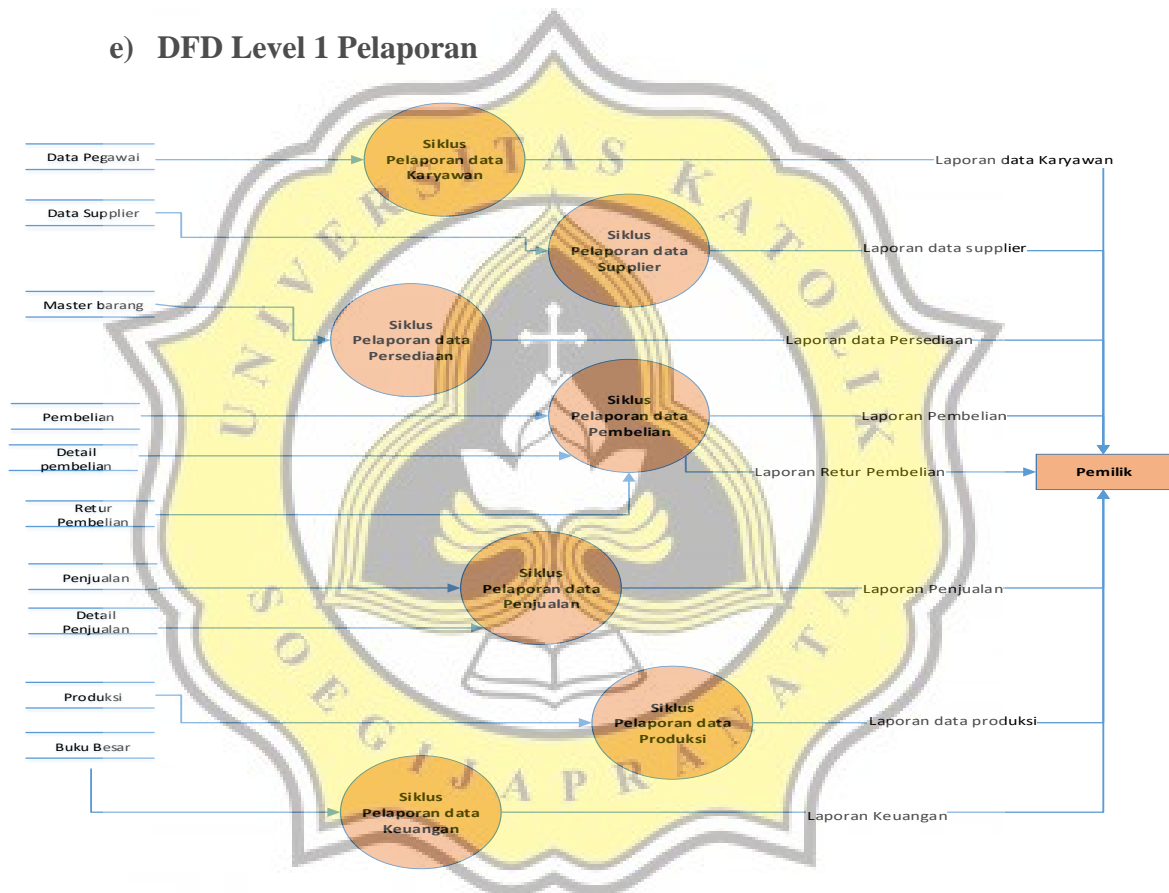 e) DFD Level 1 Pelaporan
Data Pegawai
Siklus
Pelaporan data
Karyawan
Laporan data Karyawan
Data Supplier
Siklus
Pelaporan data
Supplier
Laporan data supplier
Master barang
Siklus
Pelaporan data
Persediaan
Laporan data Persediaan
Pembelian
Siklus
Pelaporan data
Pembelian
Laporan Pembelian
Detail
pembelian
Laporan Retur Pembelian
Pemilik
Retur
Pembelian
Penjualan
Siklus
Pelaporan data
Penjualan
Laporan Penjualan
Detail
Penjualan
Produksi
Siklus
Pelaporan data
Produksi
Laporan data produksi
Buku Besar
Siklus
Pelaporan data
Keuangan
Laporan Keuangan
UNIVERSITAS KATOLIK
SOEGIJAPRANATA